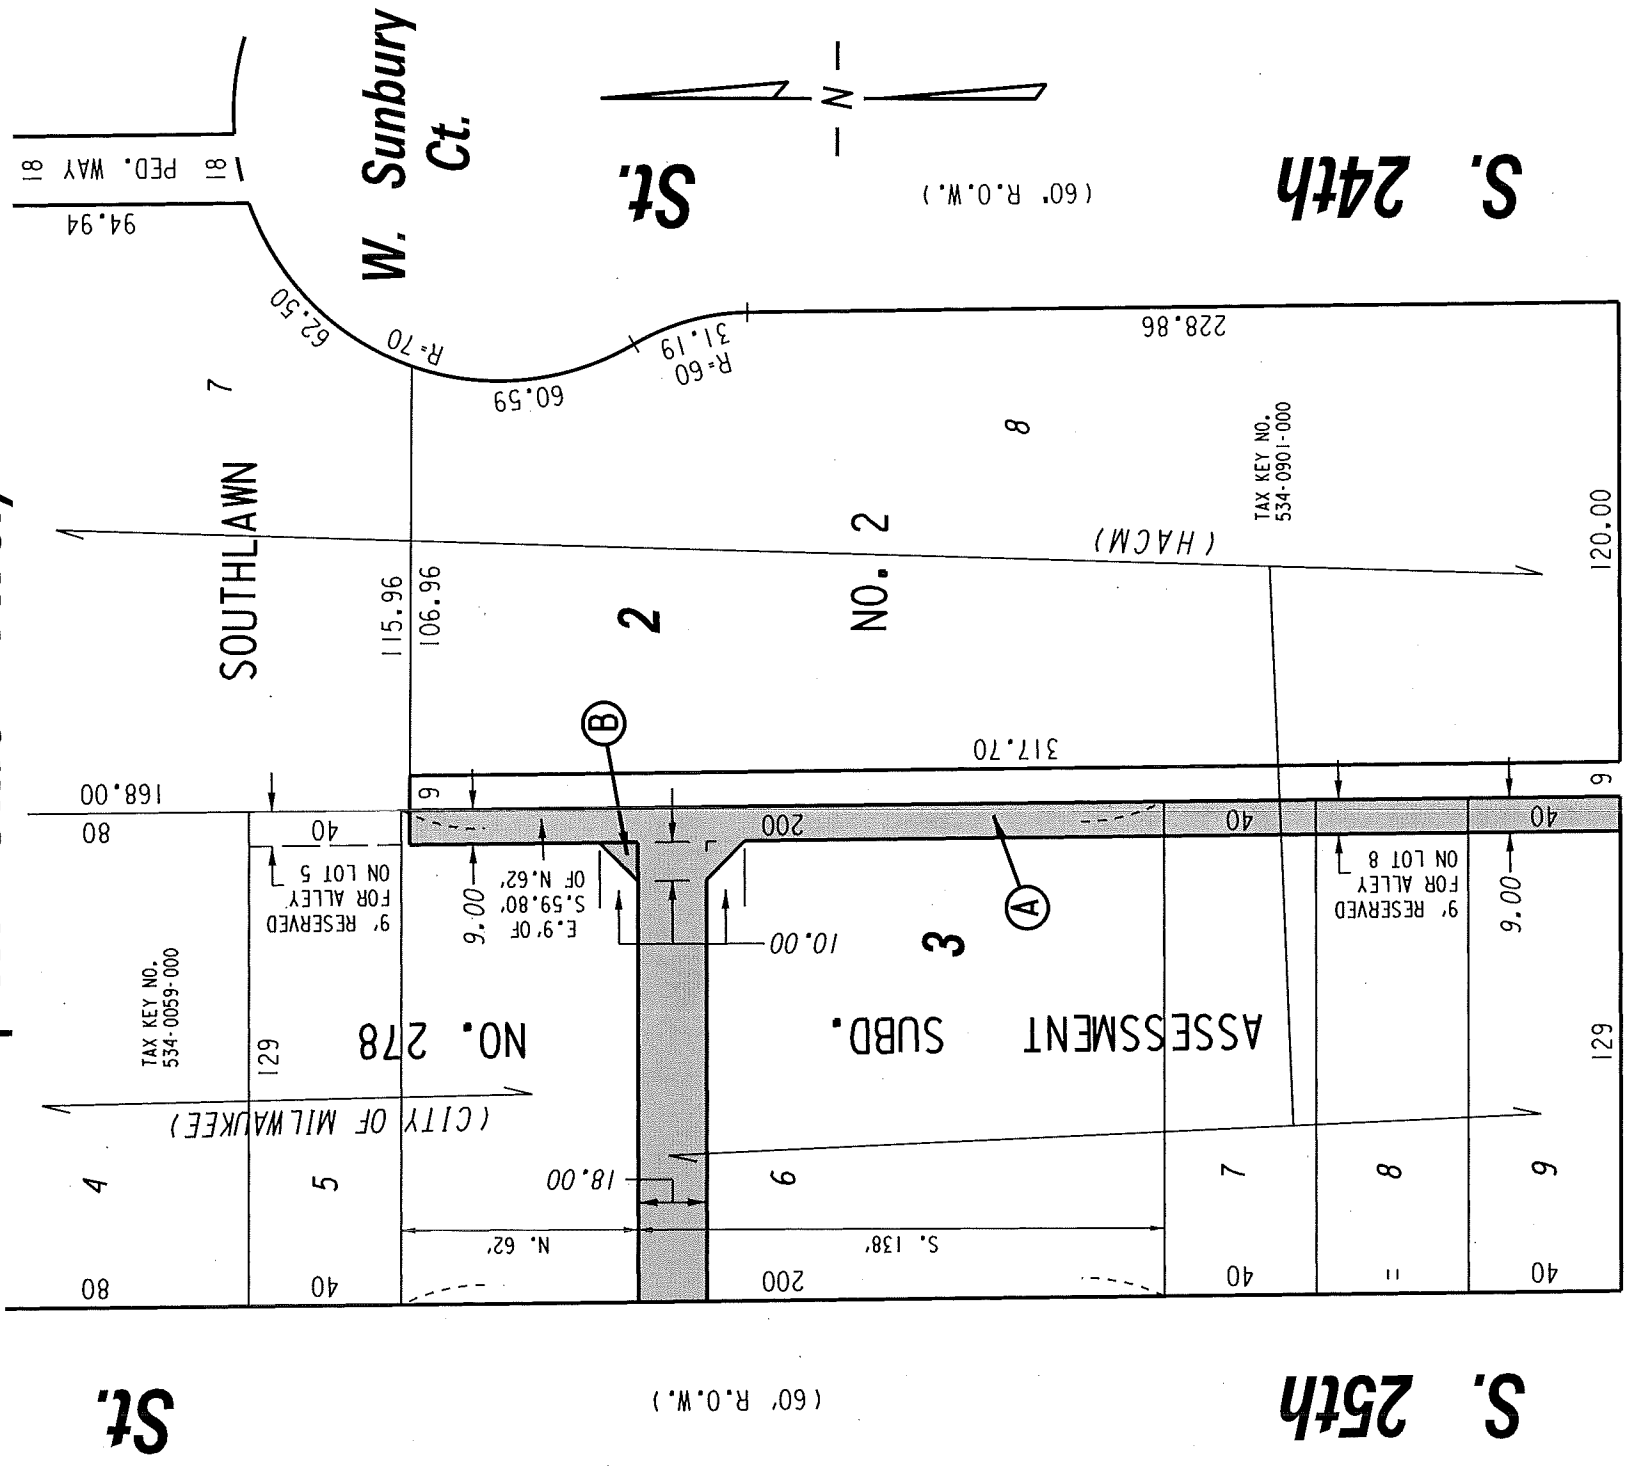 W. Sunbury
Ct.
N
S. 24th St.
(60' R.O.W.)
18 PED. WAY 18
94.94
62.50
R=70
60.59
R=60
31.19
228.86
7
8
SOUTHLAWN
NO. 2
2
(HACM)
TAX KEY NO.
534-0901-000
120.00
115.96
106.96
317.70
B
168.00
80
40
9
200
40
40
9
9' RESERVED
FOR ALLEY
ON LOT 5
9.00
E.9' OF
S.59.80'
OF N.62'
10.00
A
9' RESERVED
FOR ALLEY
ON LOT 8
9.00
3
TAX KEY NO.
534-0059-000
129
ASSESSMENT SUBD. NO. 278
129
(CITY OF MILWAUKEE)
4
5
18.00
6
7
8
9
N. 62'
S. 138'
80
40
200
40
"
40
S. 25th St.
(60' R.O.W.)